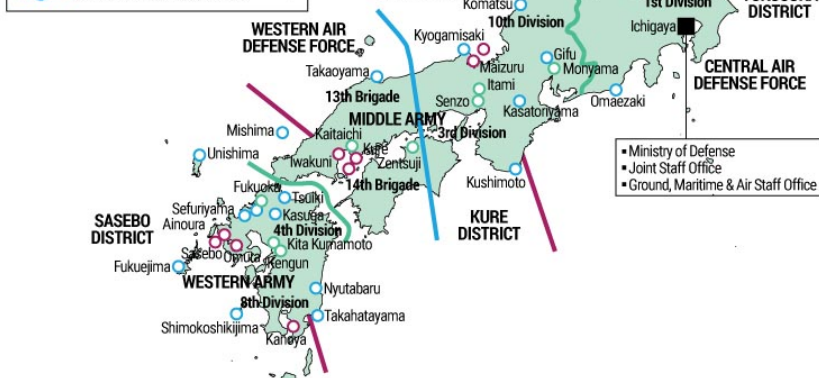 Komatsu
1st Division
DISTRICT
10th Division
Ichigaya
WESTERN AIR
DEFENSE FORCE
Kyogamisaki
Gifu
Maizuru
Monyama
CENTRAL AIR
DEFENSE FORCE
Takaoyama
Itami
13th Brigade
Senzo
Omaezaki
Kasatoriyama
MIDDLE ARMY
Mishima
Kaitaichi
3rd Division
Kure
Unishima
Iwakuni
Zentsuji
14th Brigade
Kushimoto
▪ Ministry of Defense
▪ Joint Staff Office
▪ Ground, Maritime & Air Staff Office
Fukuoka
Tsuiki
Sefuriyama
Kasuga
KURE
DISTRICT
SASEBO
DISTRICT
Ainoura
4th Division
Kita Kumamoto
Sasebo
Omuta
Kengun
Fukuejima
WESTERN ARMY
Nyutabaru
8th Division
Takahatayama
Shimokoshikijima
Kanoya